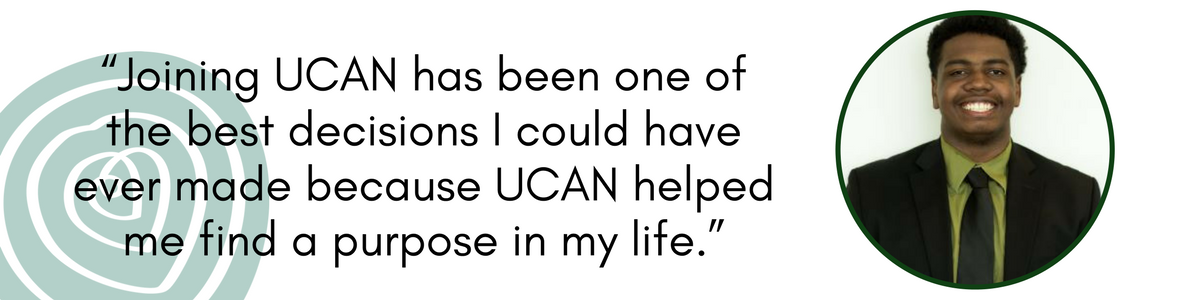 “Joining UCAN has been one of
the best decisions I could have
ever made because UCAN helped
me find a purpose in my life.”